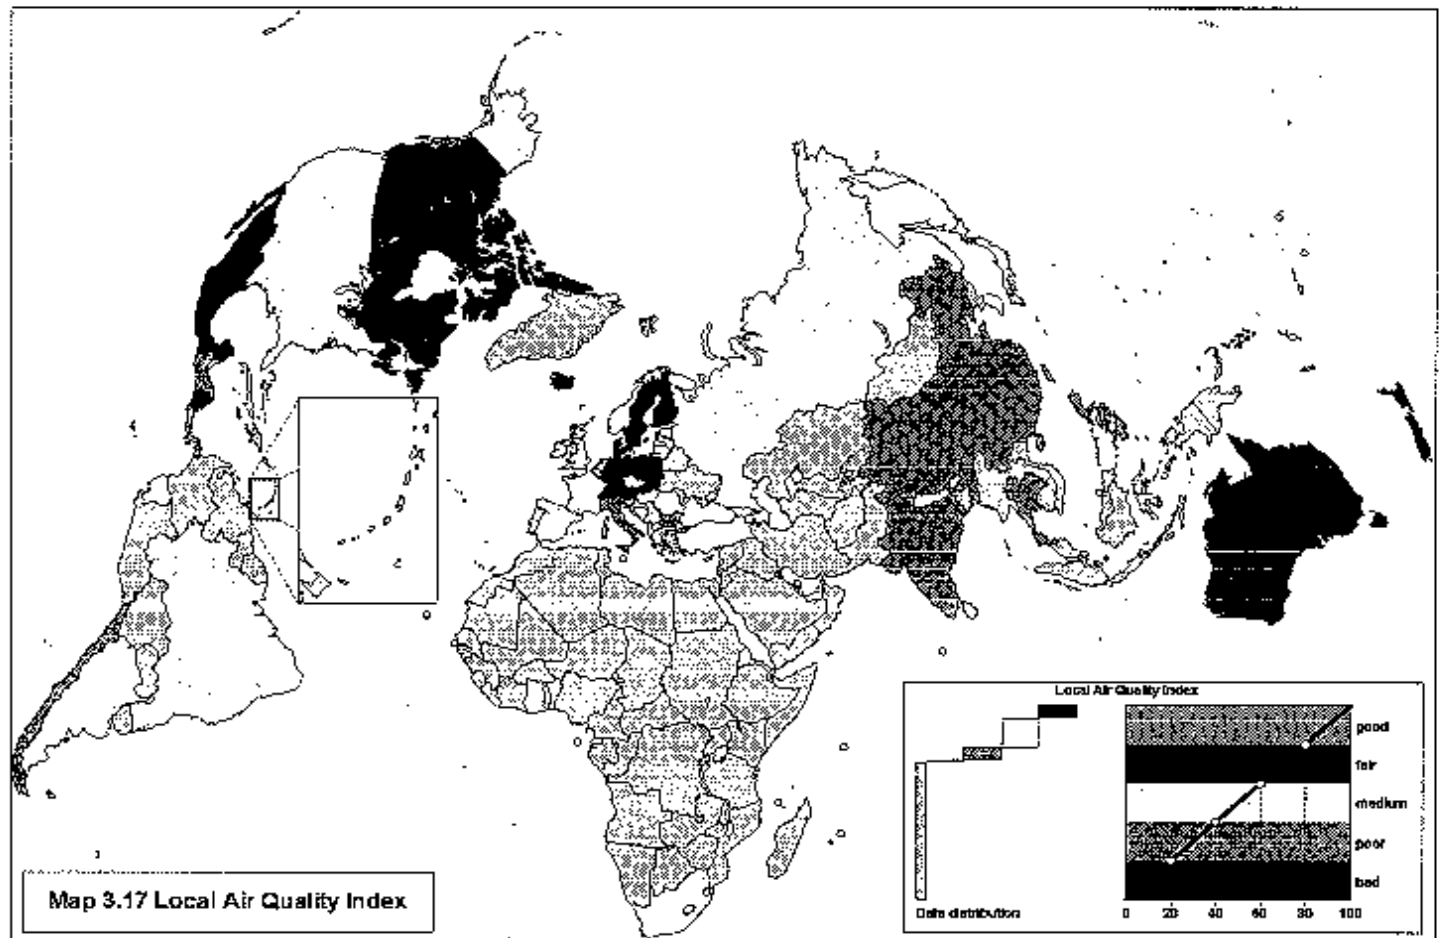 Map 3.17 Local Air Quality Index
Local Air Quality Index
good
fair
medium
poor
bad
Data distribution
0 20 40 60 80 100